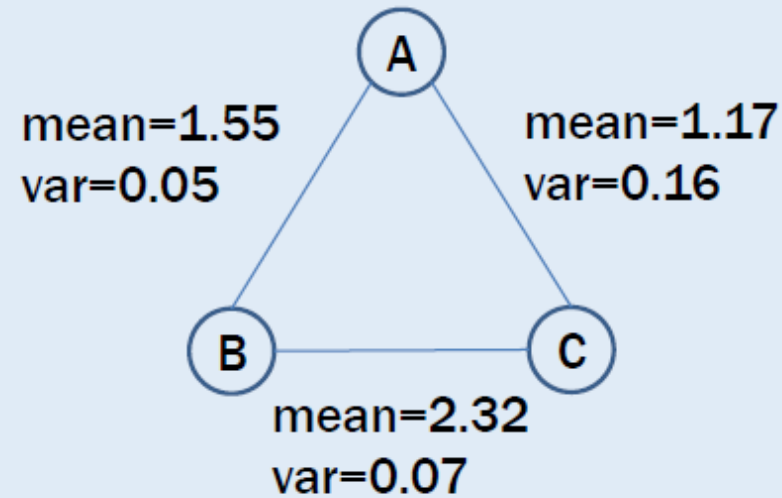 A
mean=1.55
var=0.05
mean=1.17
var=0.16
B
C
mean=2.32
var=0.07